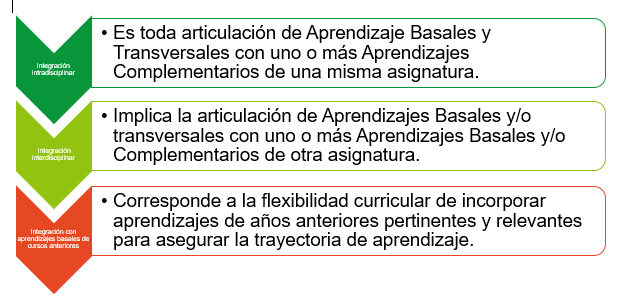 Integración
intradisciplinar
• Es toda articulación de Aprendizaje Basales y
Transversales con uno o más Aprendizajes
Complementarios de una misma asignatura.
Integración
interdisciplinar
• Implica la articulación de Aprendizajes Basales y/o
transversales con uno o más Aprendizajes Basales y/o
Complementarios de otra asignatura.
Integración con
aprendizajes basales de
cursos anteriores
• Corresponde a la flexibilidad curricular de incorporar
aprendizajes de años anteriores pertinentes y relevantes
para asegurar la trayectoria de aprendizaje.